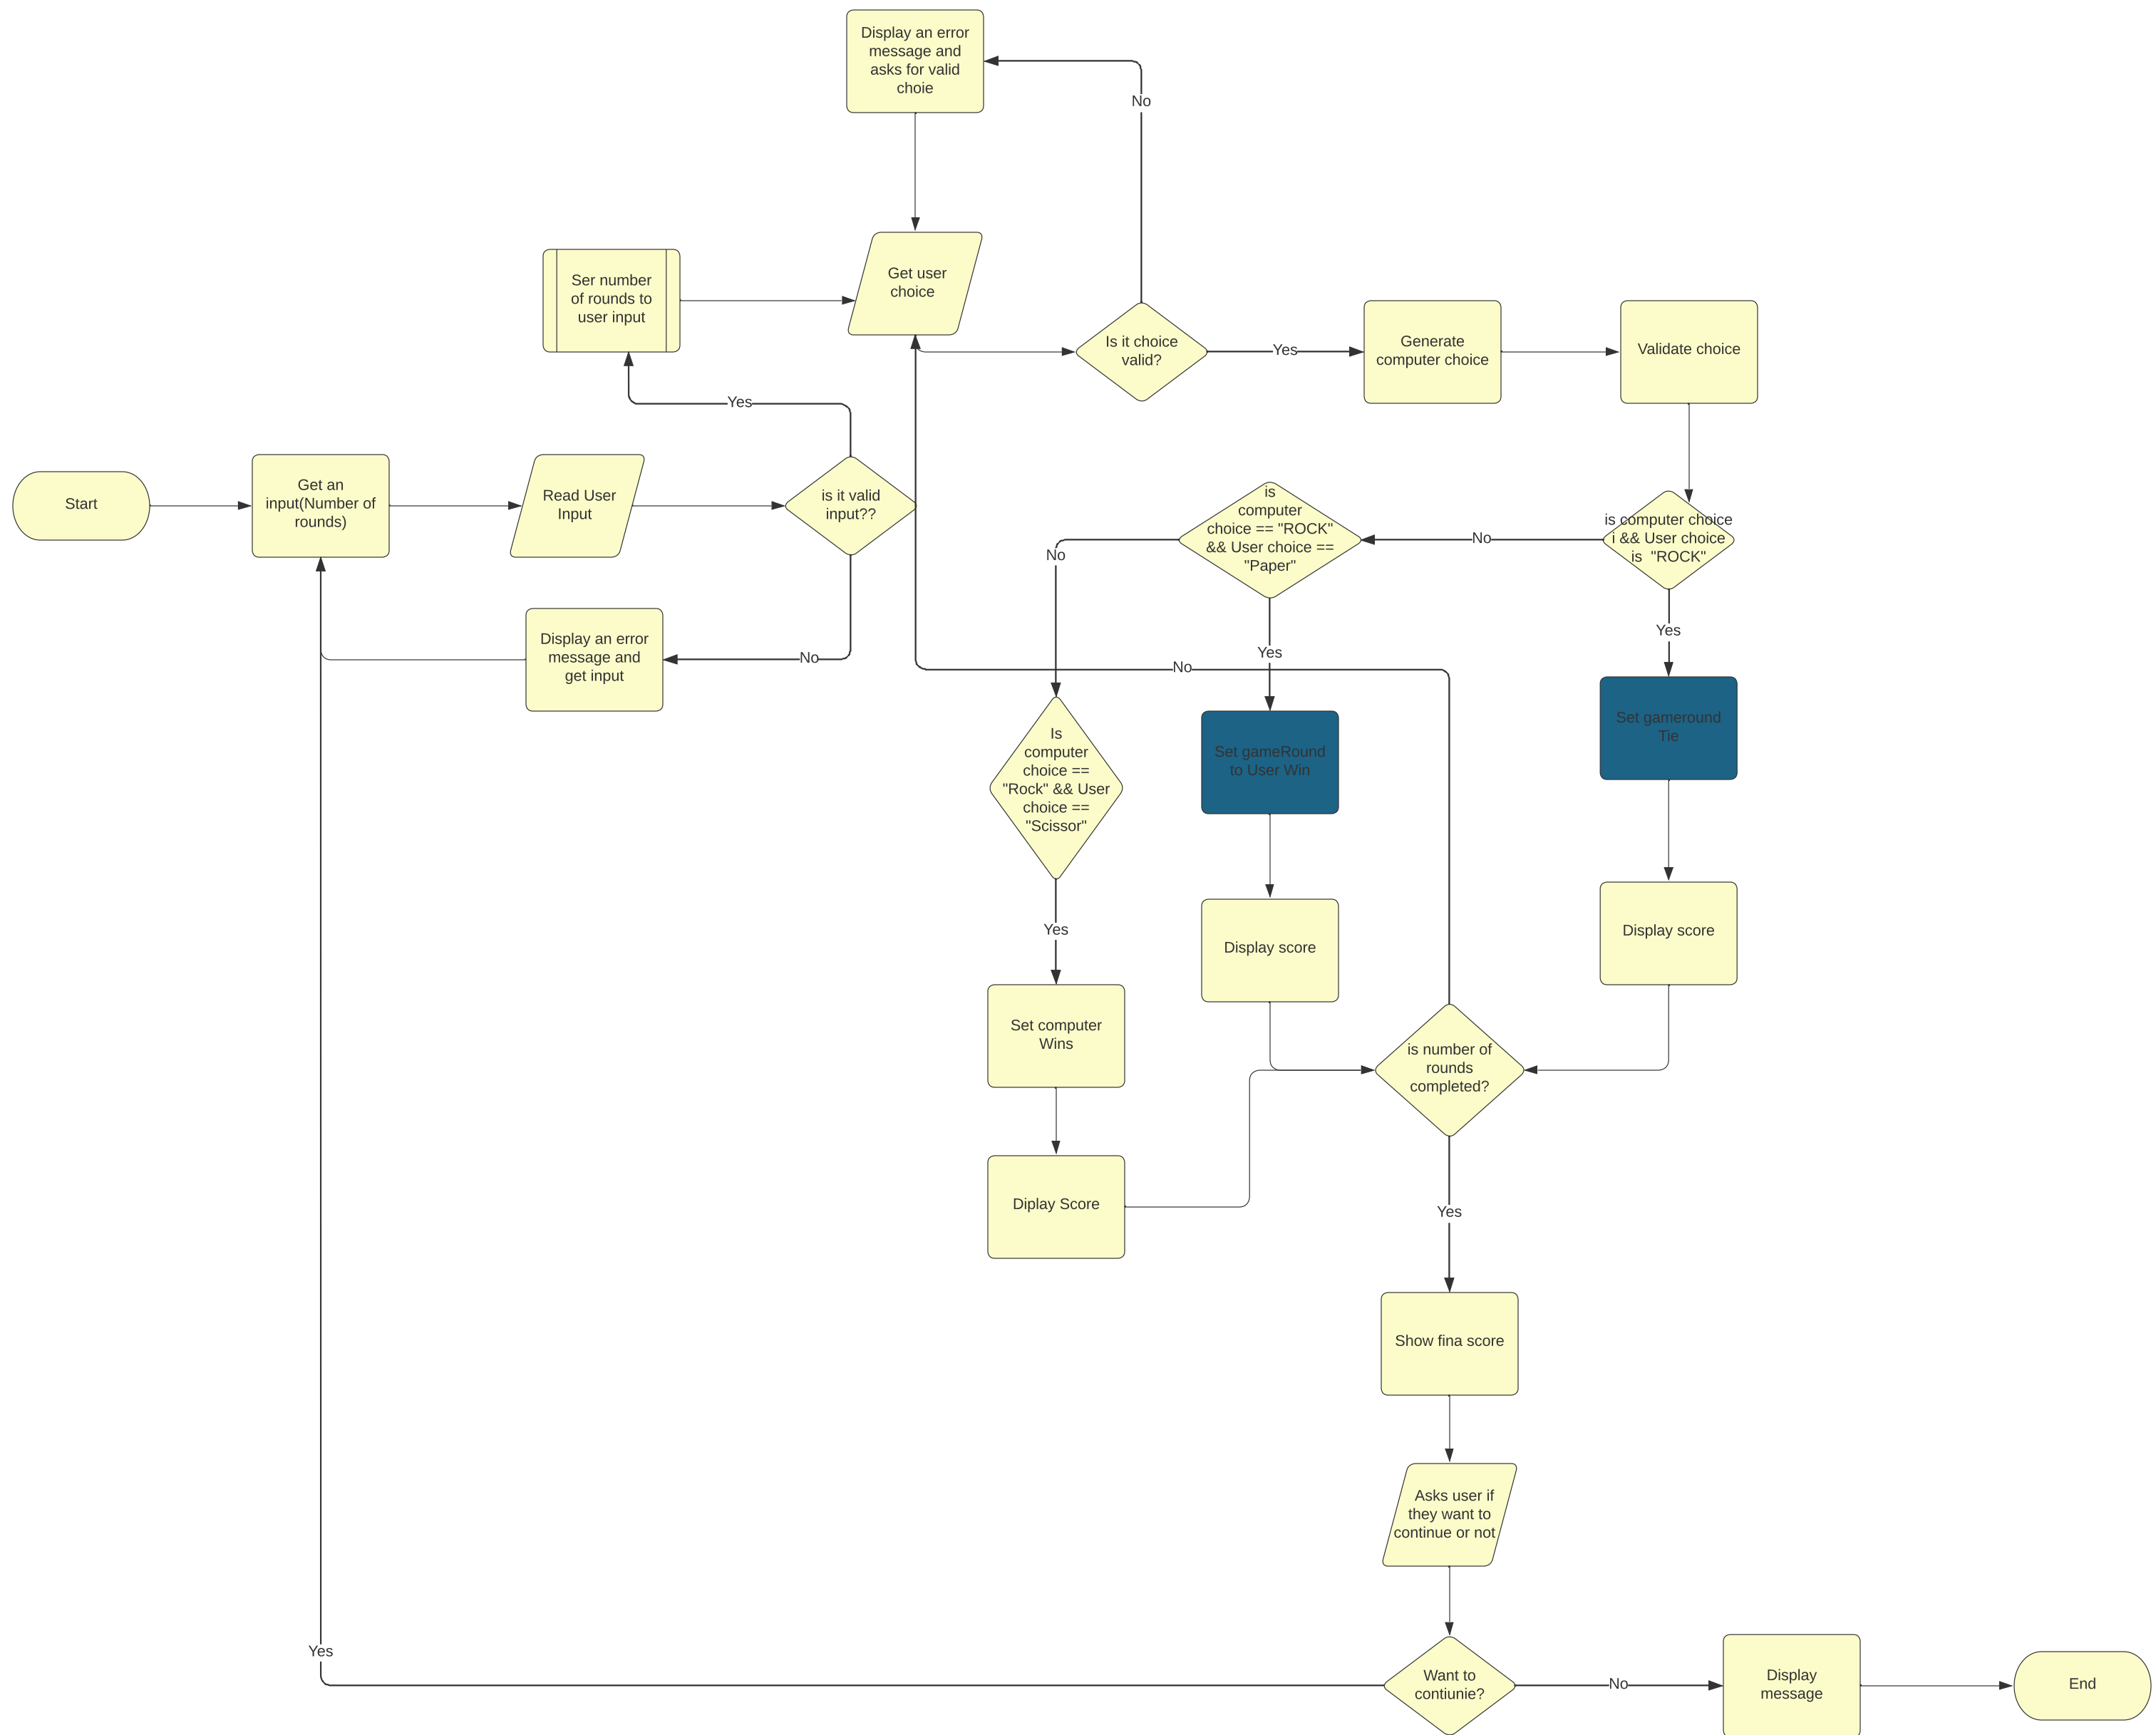 Display an error
message and
asks for valid
choie
No
Ser number
of rounds to
user input
Get user
choice
Is it choice
valid?
Yes
Generate
computer choice
Validate choice
Yes
Start
Get an
input(Number of
rounds)
Read User
Input
is it valid
input??
is
computer
choice == "ROCK"
&& User choice ==
"Paper"
No
is computer choice
i && User choice
is "ROCK"
No
Yes
Yes
Display an error
message and
get input
No
No
Is
computer
choice ==
"Rock" && User
choice ==
"Scissor"
Set gameRound
to User Win
Set gameround
Tie
Yes
Display score
Display score
Set computer
Wins
is number of
rounds
completed?
Diplay Score
Yes
Show fina score
Asks user if
they want to
continue or not
Yes
Want to
contiunie?
No
Display
message
End